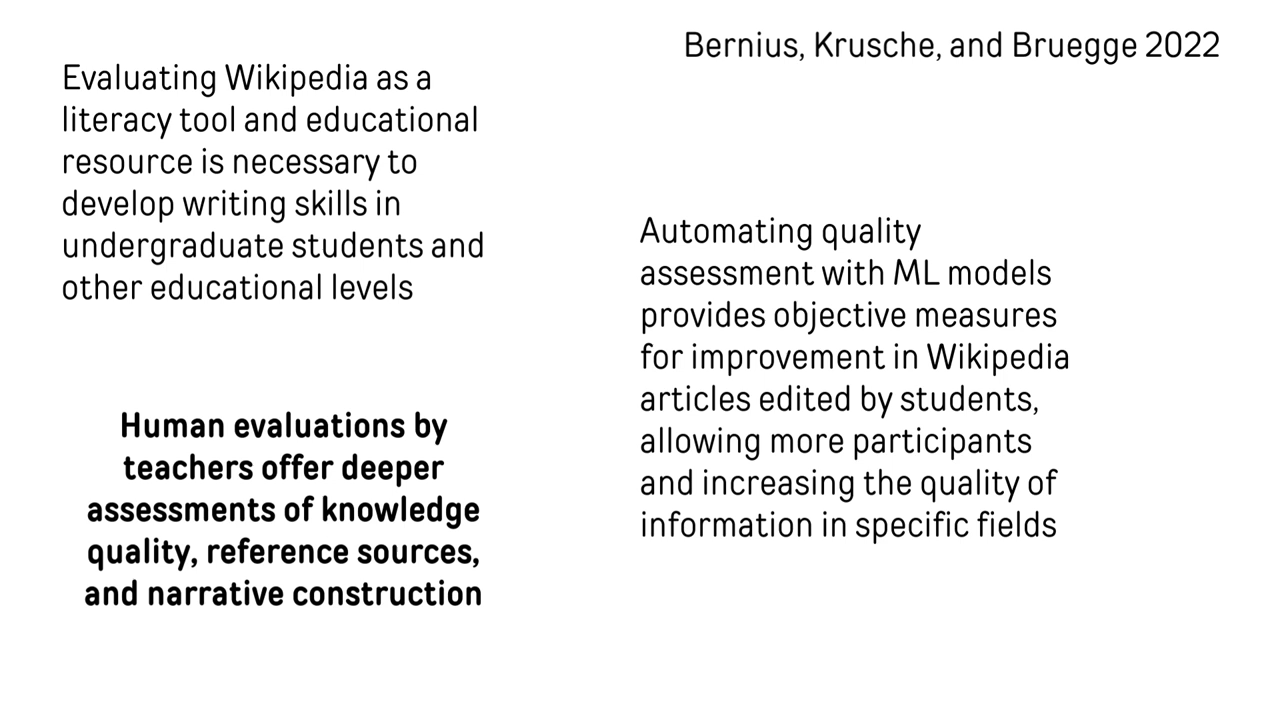 Bernius, Krusche, and Bruegge 2022
Evaluating Wikipedia as a
literacy tool and educational
resource is necessary to
develop writing skills in
undergraduate students and
other educational levels
Human evaluations by
teachers offer deeper
assessments of knowledge
quality, reference sources,
and narrative construction
Automating quality
assessment with ML models
provides objective measures
for improvement in Wikipedia
articles edited by students,
allowing more participants
and increasing the quality of
information in specific fields